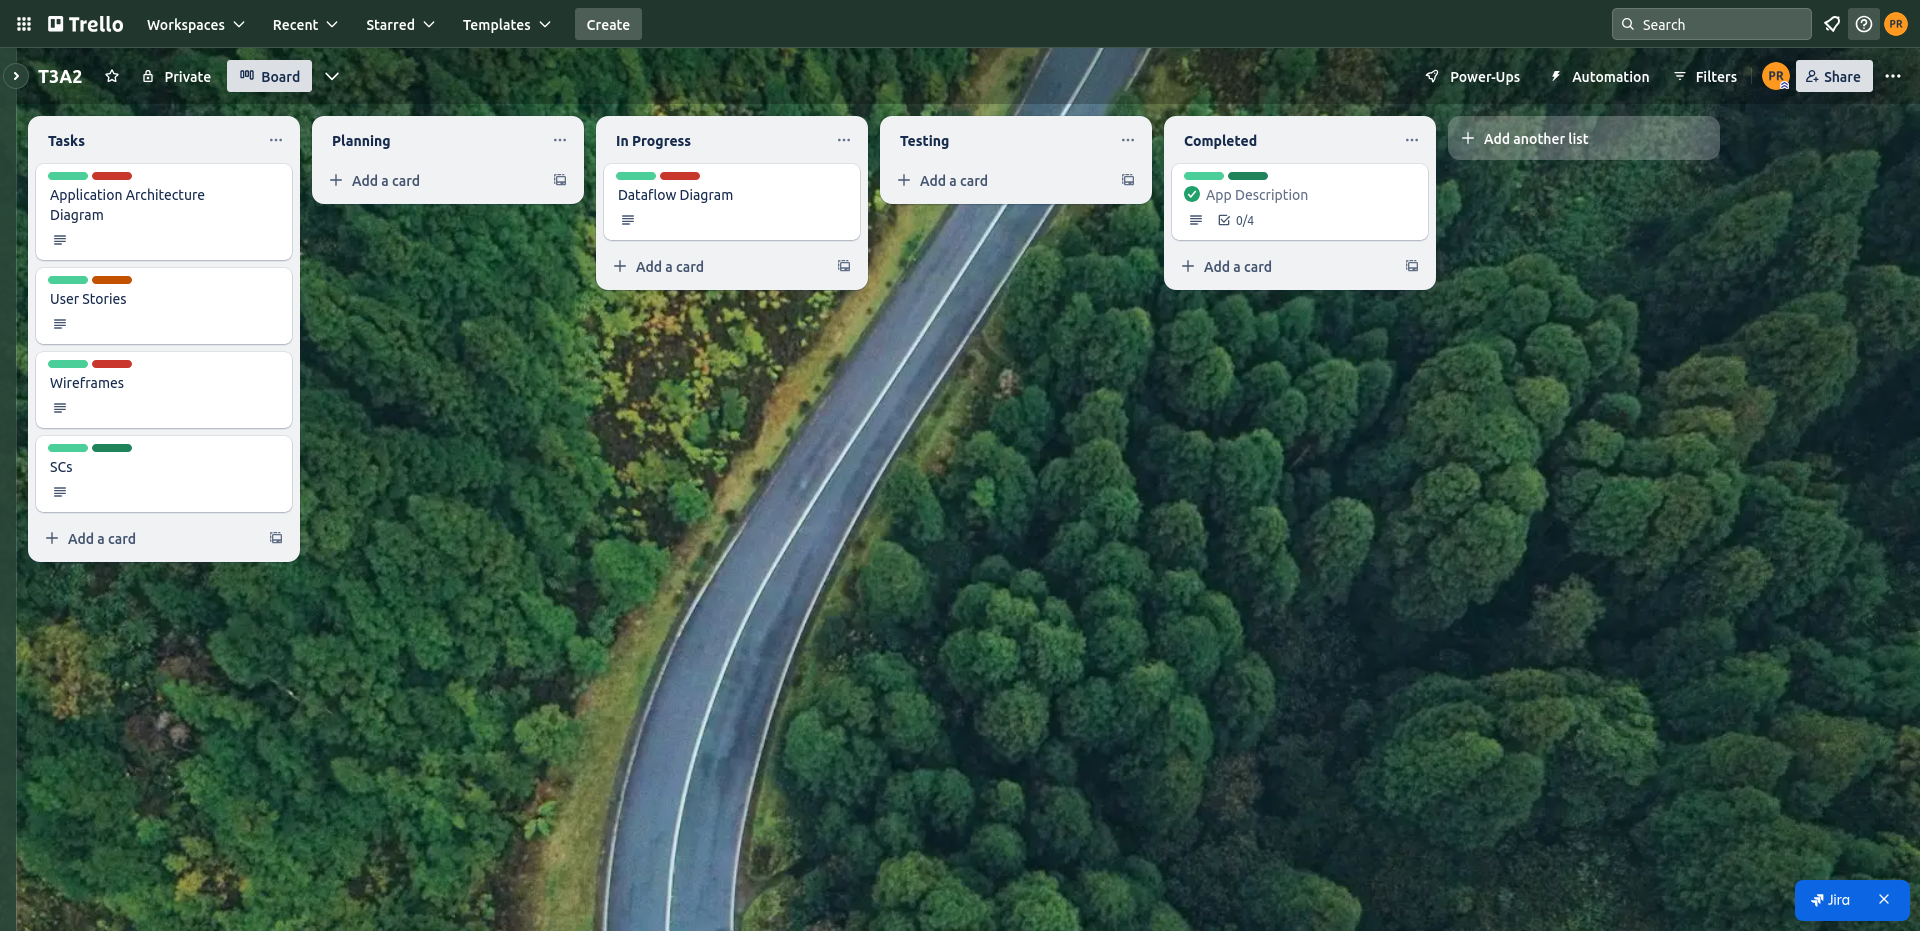 Trello
Workspaces
Recent
Starred
Templates
Create
Search
PR
T3A2
Private
Board
Power-Ups
Automation
Filters
PR
Share
Tasks
Application Architecture
Diagram
User Stories
Wireframes
SCs
Add a card
Planning
Add a card
In Progress
Dataflow Diagram
Add a card
Testing
Add a card
Completed
App Description
0/4
Add a card
Add another list
Jira